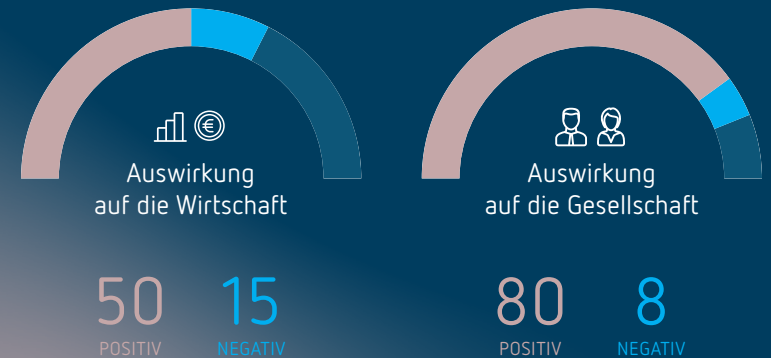 Auswirkung
auf die Wirtschaft
50 15
POSITIV NEGATIV
Auswirkung
auf die Gesellschaft
80 8
POSITIV NEGATIV